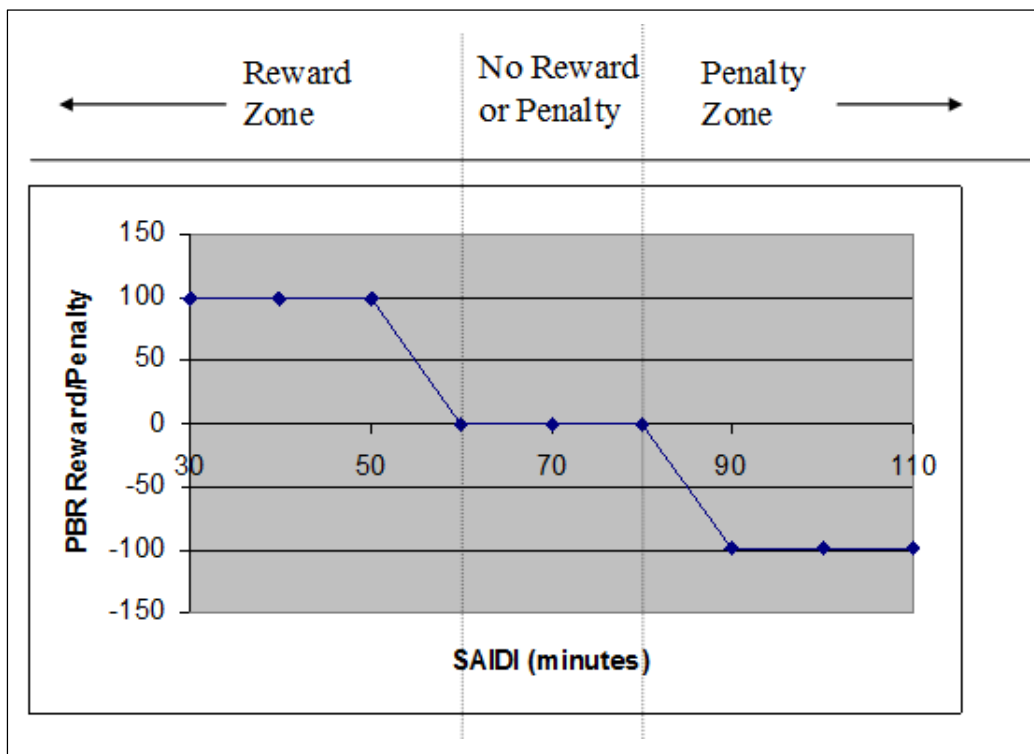 Reward
Zone
No Reward
or Penalty
Penalty
Zone
PBR Reward/Penalty
150
100
50
0
-50
-100
-150
30
50
70
90
110
SAIDI (minutes)